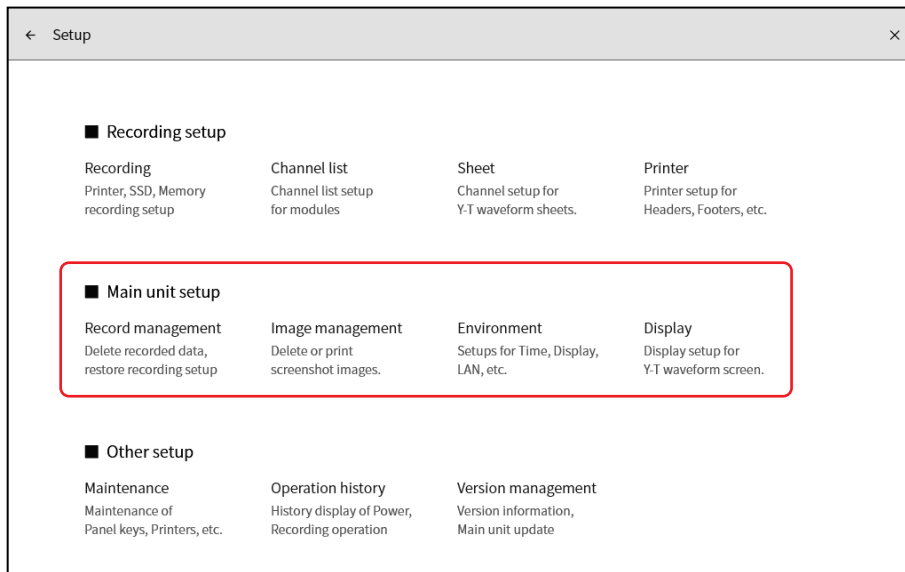 ← Setup ×
■ Recording setup
Recording
Printer, SSD, Memory
recording setup
Channel list
Channel list setup
for modules
Sheet
Channel setup for
Y-T waveform sheets.
Printer
Printer setup for
Headers, Footers, etc.
■ Main unit setup
Record management
Delete recorded data,
restore recording setup
Image management
Delete or print
screenshot images.
Environment
Setups for Time, Display,
LAN, etc.
Display
Display setup for
Y-T waveform screen.
■ Other setup
Maintenance
Maintenance of
Panel keys, Printers, etc.
Operation history
History display of Power,
Recording operation
Version management
Version information,
Main unit update